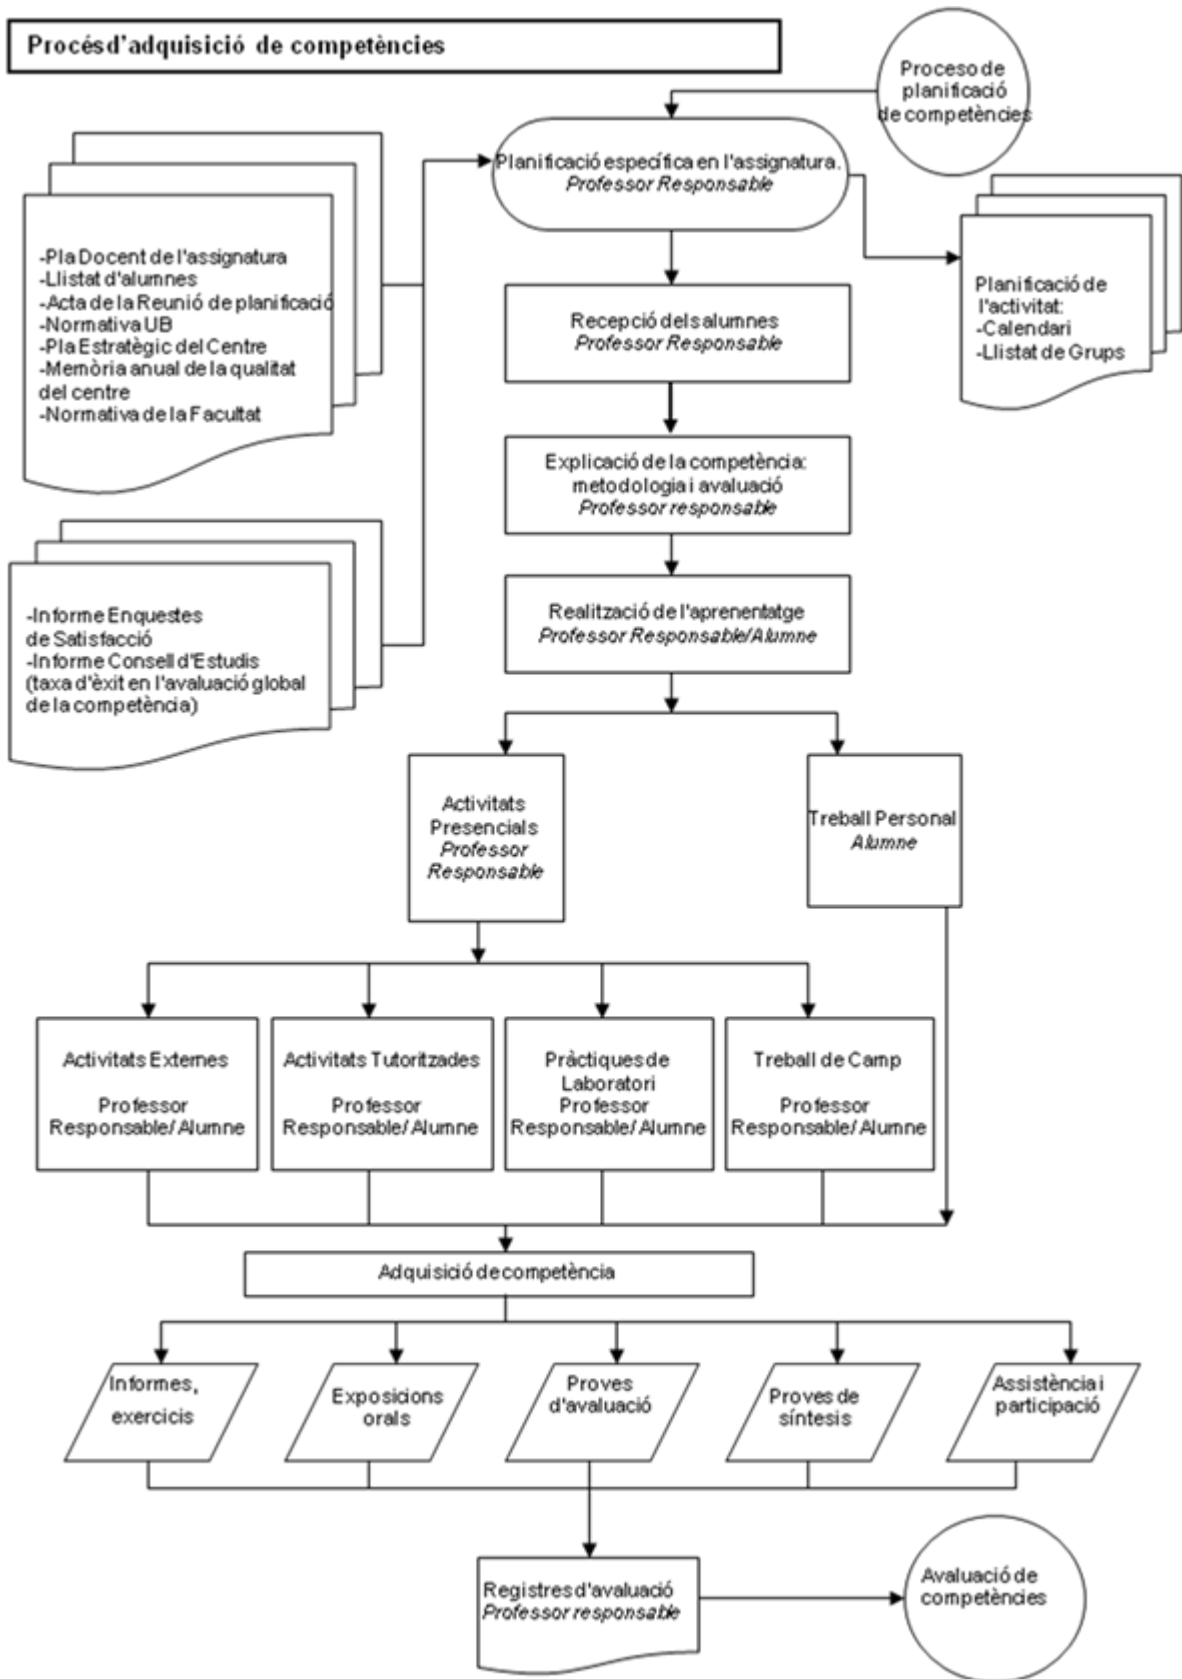 Procés d'adquisició de competències
Proceso de
planificació
de competències
Planificació específica en l'assignatura.
Professor Responsable
-Pla Docent de l'assignatura
-Llistat d'alumnes
-Acta de la Reunió de planificació
-Normativa UB
-Pla Estratègic del Centre
-Memòria anual de la qualitat
del centre
-Normativa de la Facultat
Planificació de
l'activitat:
-Calendari
-Llistat de Grups
Recepció dels alumnes
Professor Responsable
Explicació de la competència:
metodologia i avaluació
Professor responsable
-Informe Enquestes
de Satisfacció
-Informe Consell d'Estudis
(taxa d'èxit en l'avaluació global
de la competència)
Realització de l'aprenentatge
Professor Responsable/Alumne
Activitats
Presencials
Professor
Responsable
Treball Personal
Alumne
Activitats Externes
Professor
Responsable/ Alumne
Activitats Tutoritzades
Professor
Responsable/ Alumne
Pràctiques de
Laboratori
Professor
Responsable/ Alumne
Treball de Camp
Professor
Responsable/ Alumne
Adquisició de competència
Informes,
exercicis
Exposicions
orals
Proves
d'avaluació
Proves de
síntesis
Assistència i
participació
Registres d'avaluació
Professor responsable
Avaluació de
competències